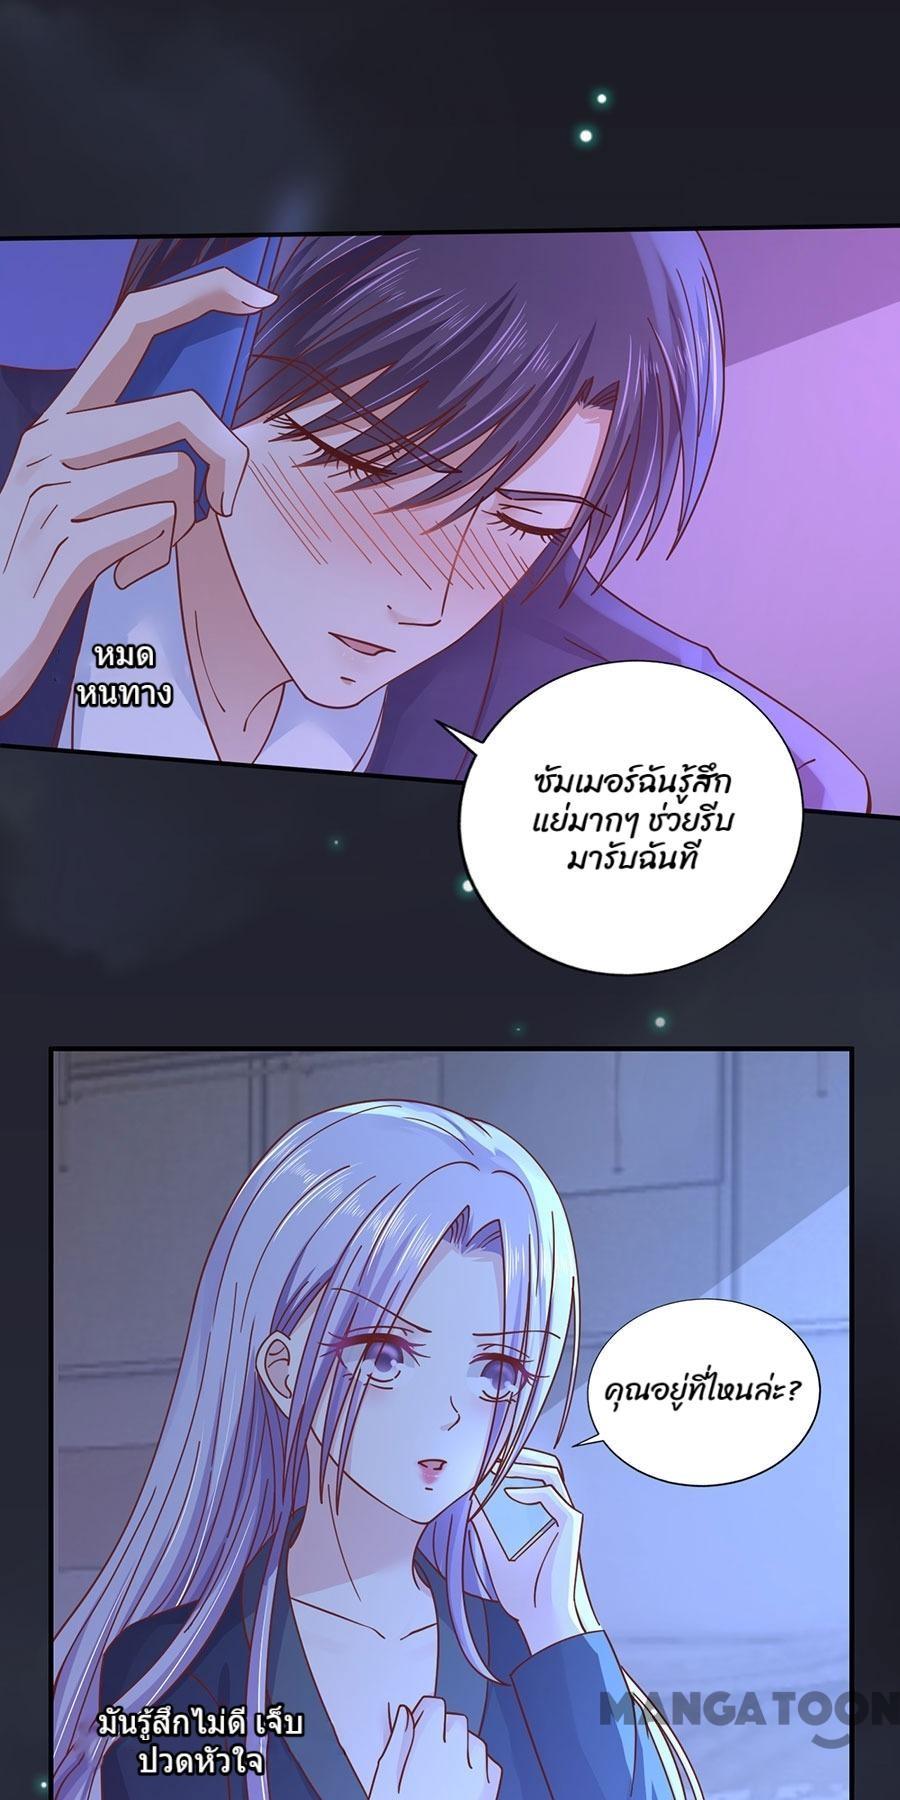 หมด
หนทาง
ซัมเมอร์ฉันรู้สึก
แย่มากๆ ช่วยรีบ
มารับฉันที
คุณอยู่ที่ไหนล่ะ?
มันรู้สึกไม่ดี เจ็บ
ปวดหัวใจ
MANGATOON